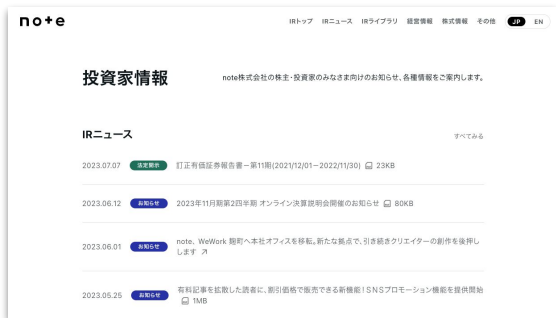 note
IRトップ IRニュース IRライブラリ 経営情報 株式情報 その他 JP EN
投資家情報
note株式会社の株主・投資家のみなさま向けのお知らせ、各種情報をご案内します。
IRニュース
すべてみる
2023.07.07 法定開示 訂正有価証券報告書－第11期(2021/12/01－2022/11/30) 23KB
2023.06.12 お知らせ 2023年11月期第2四半期 オンライン決算説明会開催のお知らせ 80KB
2023.06.01 お知らせ note、WeWork 麹町へ本社オフィスを移転。新たな拠点で、引き続きクリエイターの創作を後押し
します
2023.05.25 お知らせ 有料記事を拡散した読者に、割引価格で販売できる新機能！SNSプロモーション機能を提供開始
1MB